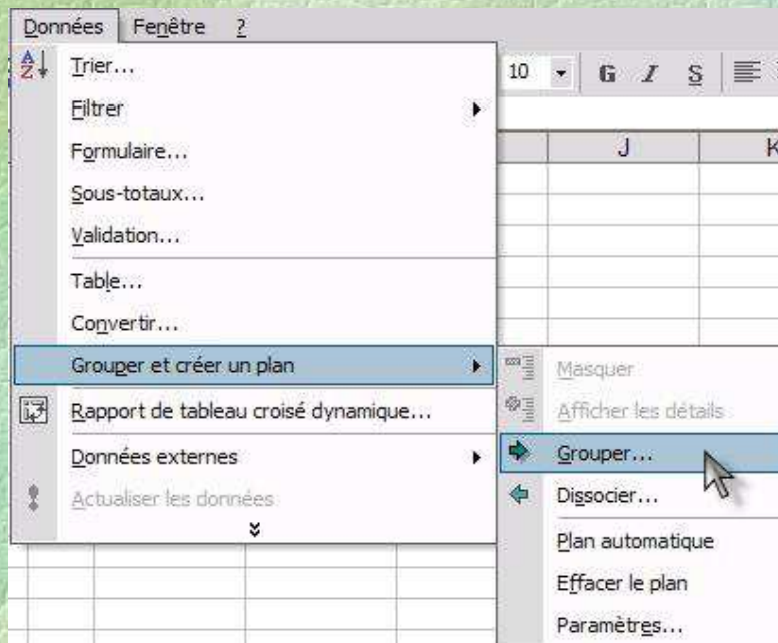 Données Fenêtre ?
Trier...
10 G I S
Filtrer
Formulaire...
J K
Sous-totaux...
Validation...
Table...
Convertir...
Grouper et créer un plan
Masquer
Rapport de tableau croisé dynamique...
Afficher les détails
Données externes
Grouper...
Actualiser les données
Dissocier...
Plan automatique
Effacer le plan
Paramètres...